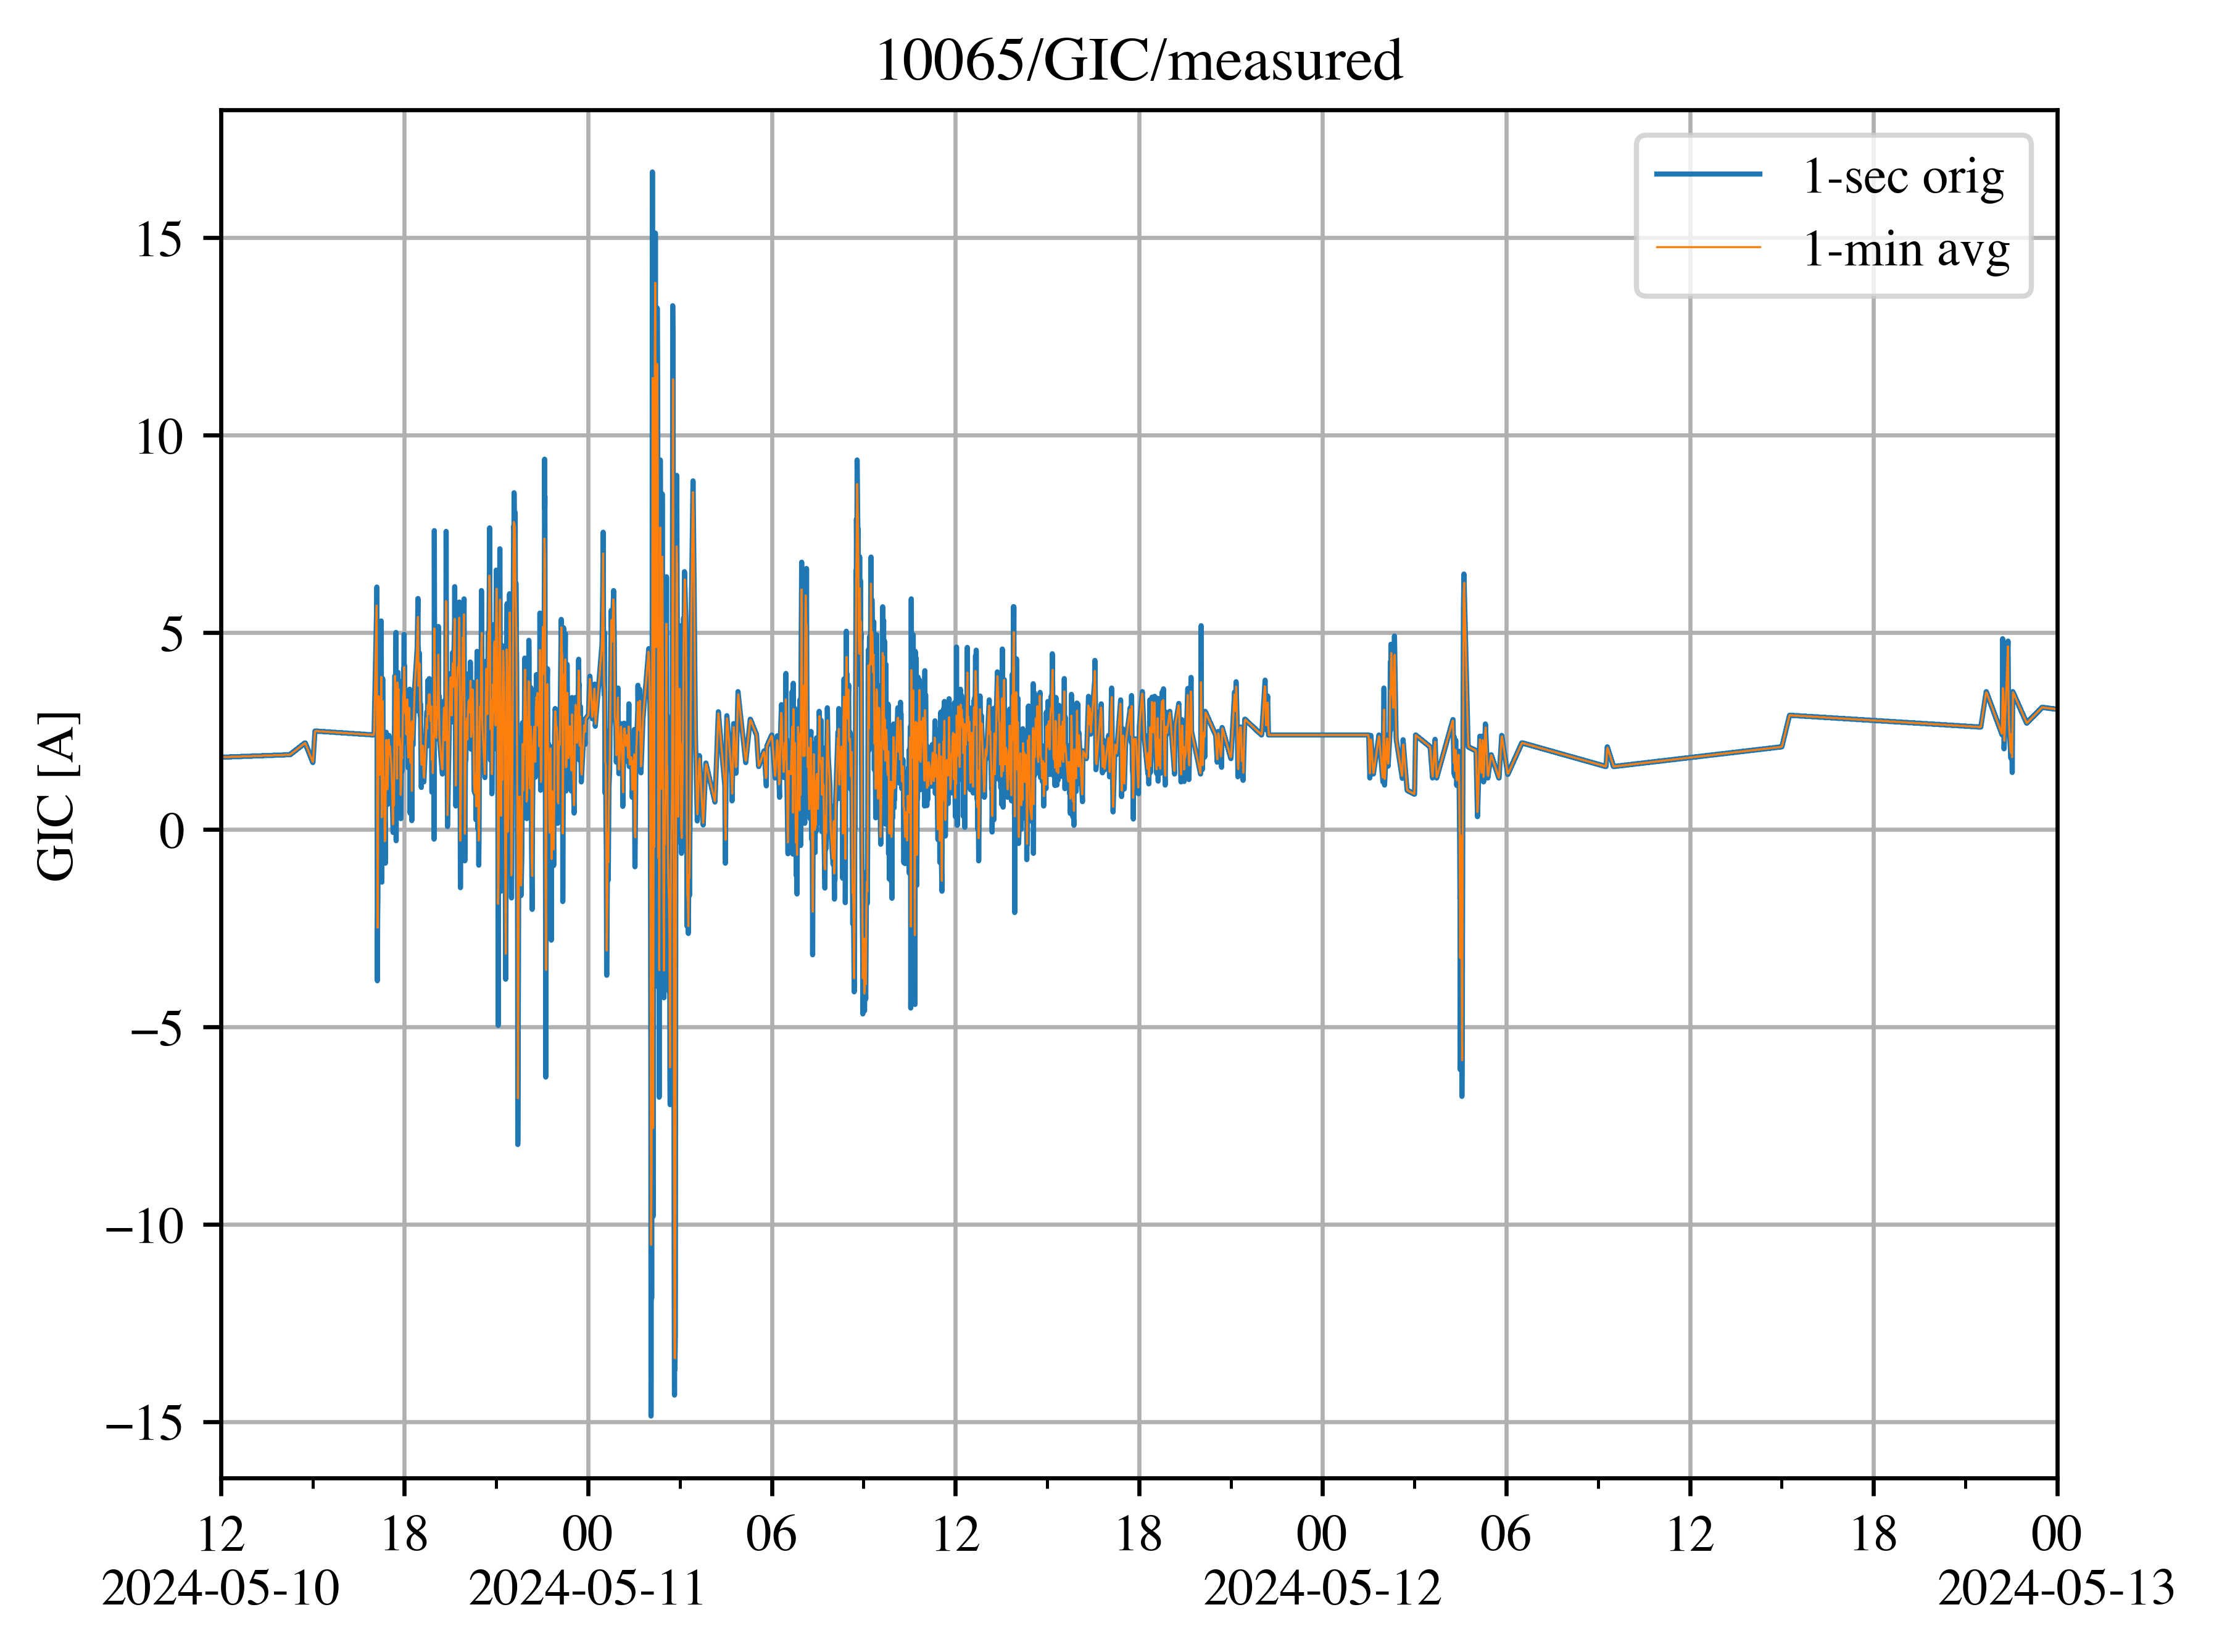 10065/GIC/measured
1-sec orig
1-min avg
15
10
5
0
−5
−10
−15
GIC [A]
12 18 00 06 12 18 00 06 12 18 00
2024-05-10 2024-05-11 2024-05-12 2024-05-13